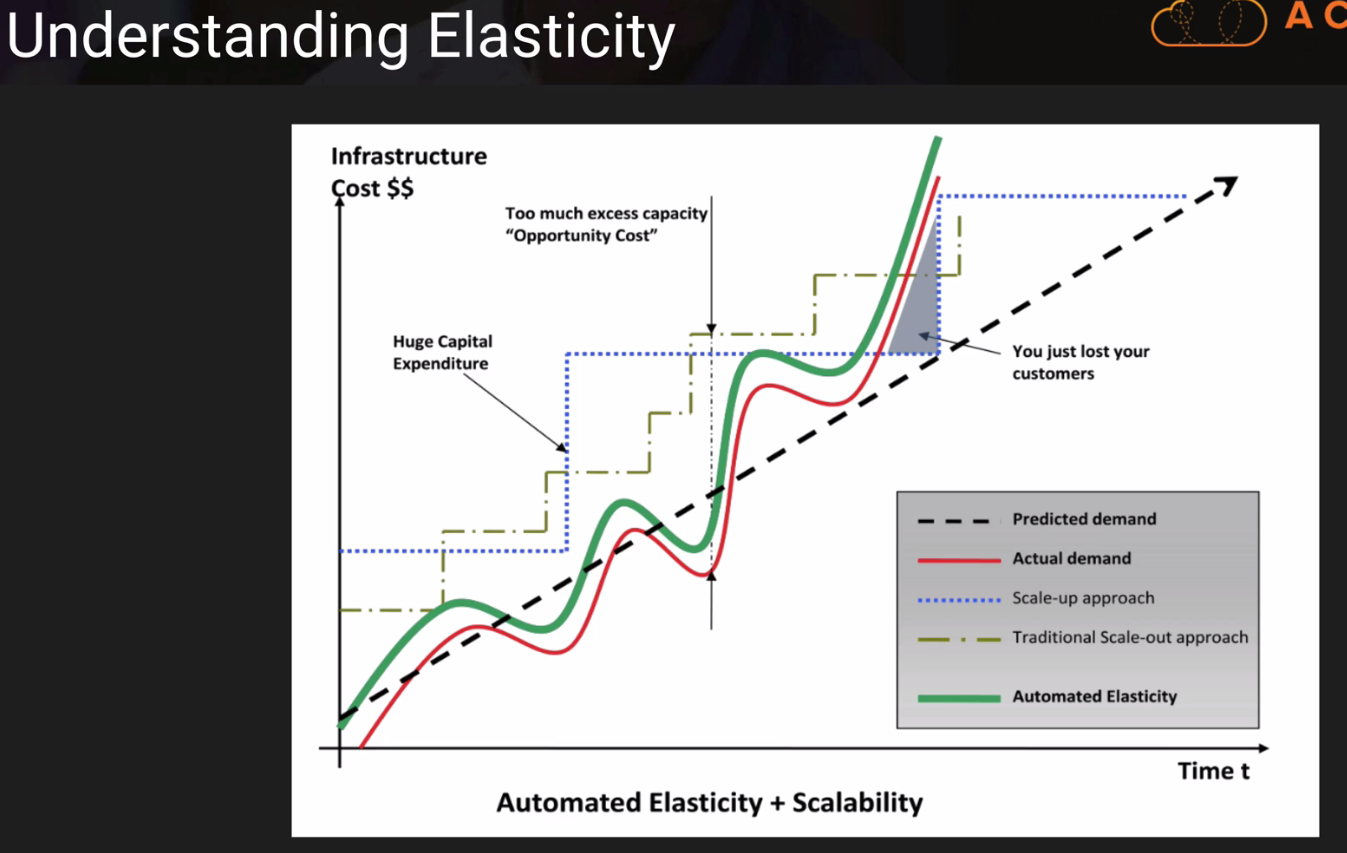 Understanding Elasticity
A C
Infrastructure
Cost $$
Too much excess capacity
“Opportunity Cost”
Huge Capital
Expenditure
You just lost your
customers
Predicted demand
Actual demand
Scale-up approach
Traditional Scale-out approach
Automated Elasticity
Time t
Automated Elasticity + Scalability